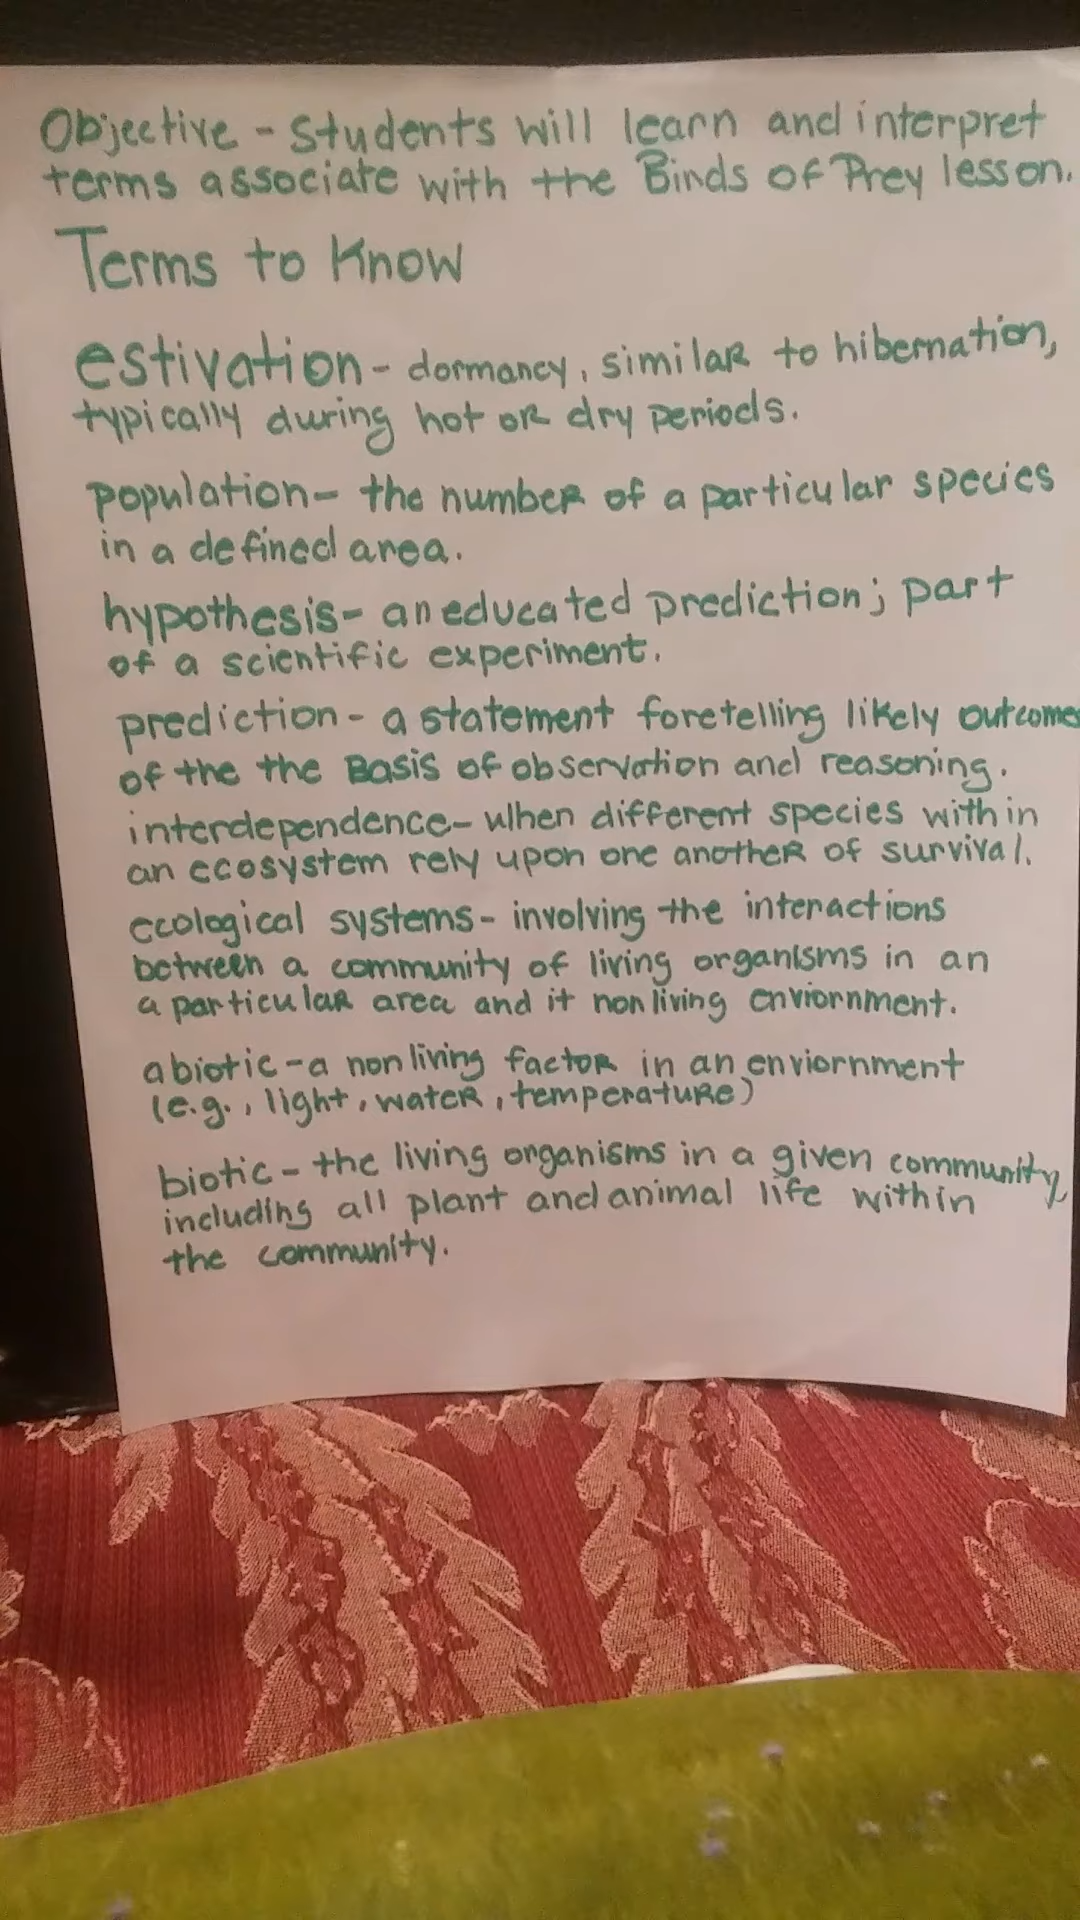 Objective - Students will learn and interpret
terms associate with the Binds of Prey lesson.
Terms to Know
estivation - dormancy, similar to hibernation,
typically during hot or dry periods.
population - the number of a particular species
in a defined area.
hypothesis - an educated prediction; part
of a scientific experiment.
prediction - a statement foretelling likely outcomes
of the the Basis of observation and reasoning.
interdependence - when different species within
an ecosystem rely upon one another of survival.
ecological systems - involving the interactions
between a community of living organisms in an
a particular area and it nonliving enviornment.
abiotic - a nonliving factor in an enviornment
(e.g., light, water, temperature)
biotic - the living organisms in a given community,
including all plant and animal life within
the community.